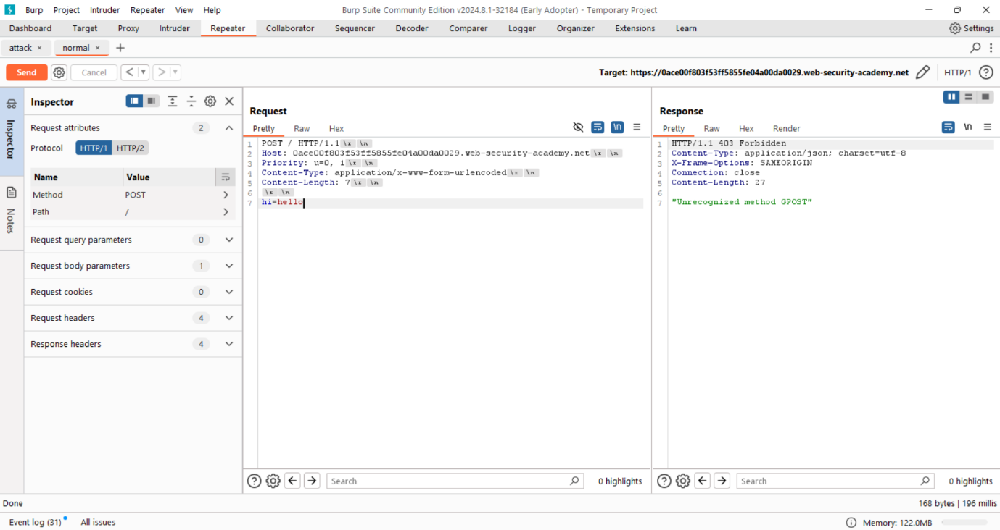 Burp Project Intruder Repeater View Help Burp Suite Community Edition v2024.8.1-32184 (Early Adopter) - Temporary Project
Dashboard Target Proxy Intruder Repeater Collaborator Sequencer Decoder Comparer Logger Organizer Extensions Learn Settings
attack × normal × +
Send Cancel < > Target: https://0ace00f803f53ff5855fe04a00da0029.web-security-academy.net HTTP/1 ?
Inspector
Notes
Inspector
Request attributes 2
Protocol HTTP/1 HTTP/2
Name Value
Method POST
Path /
Request query parameters 0
Request body parameters 1
Request cookies 0
Request headers 4
Response headers 4
Request
Pretty Raw Hex \n
1 POST / HTTP/1.1 \r \n
2 Host: 0ace00f803f53ff5855fe04a00da0029.web-security-academy.net \r \n
3 Priority: u=0, i \r \n
4 Content-Type: application/x-www-form-urlencoded \r \n
5 Content-Length: 7 \r \n
6 \r \n
7 hi=hello
Search 0 highlights
Response
Pretty Raw Hex Render \n
1 HTTP/1.1 403 Forbidden
2 Content-Type: application/json; charset=utf-8
3 X-Frame-Options: SAMEORIGIN
4 Connection: close
5 Content-Length: 27
6
7 "Unrecognized method GPOST"
Search 0 highlights
Done 168 bytes | 196 millis
Event log (31) All issues Memory: 122.0MB